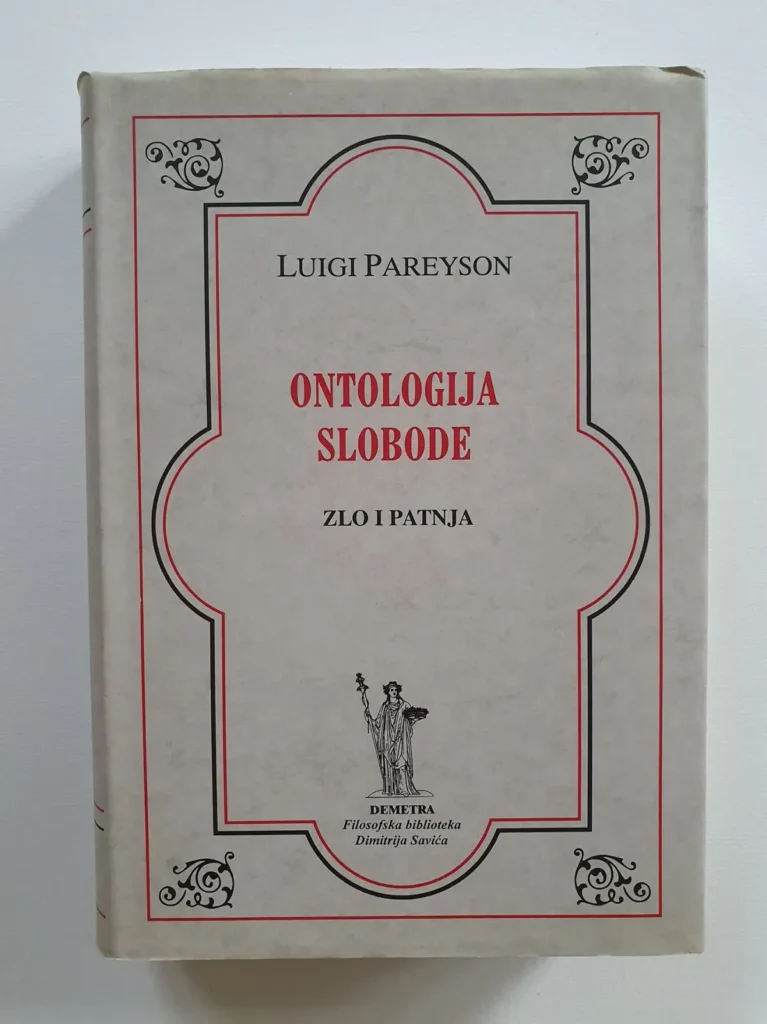 LUIGI PAREYSON
ONTOLOGIJA
SLOBODE
ZLO I PATNJA
DEMETRA
Filosofska biblioteka
Dimitrija Savića